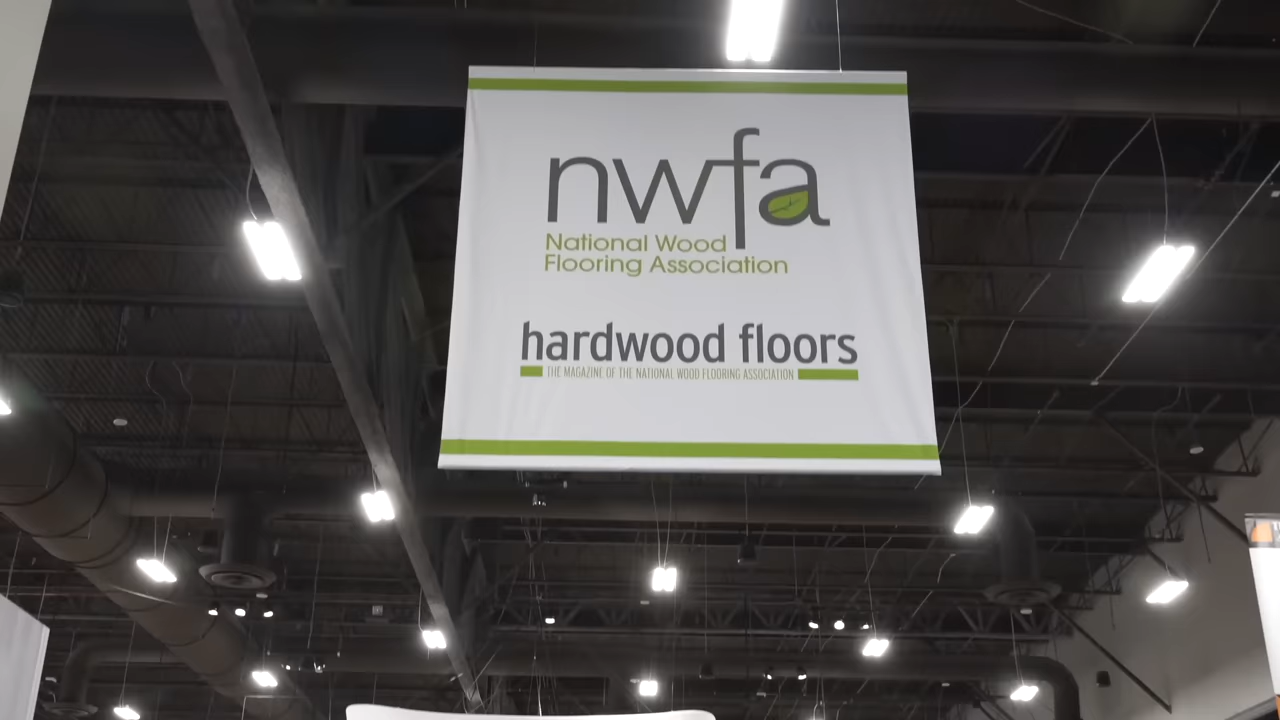 nwfa
National Wood
Flooring Association
hardwood floors
THE MAGAZINE OF THE NATIONAL WOOD FLOORING ASSOCIATION